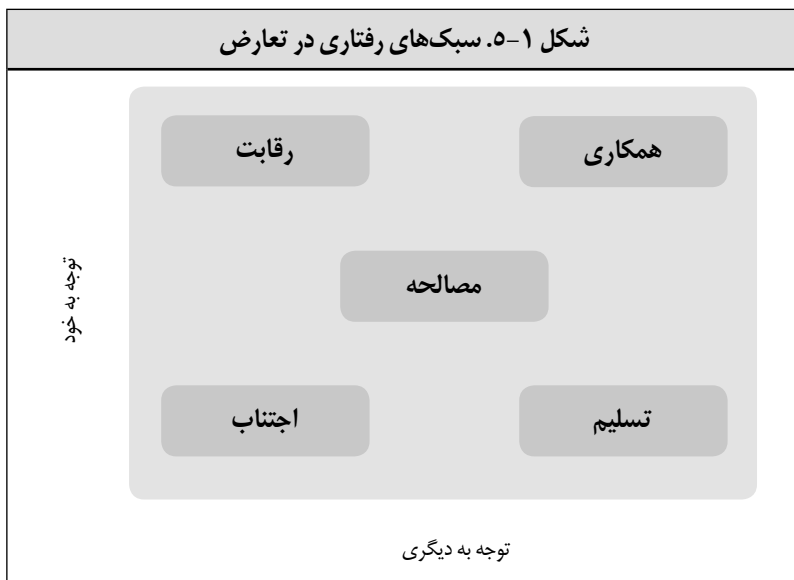 شکل ۱-۵. سبک‌های رفتاری در تعارض
همکاری
رقابت
مصالحه
تسلیم
اجتناب
توجه به خود
توجه به دیگری